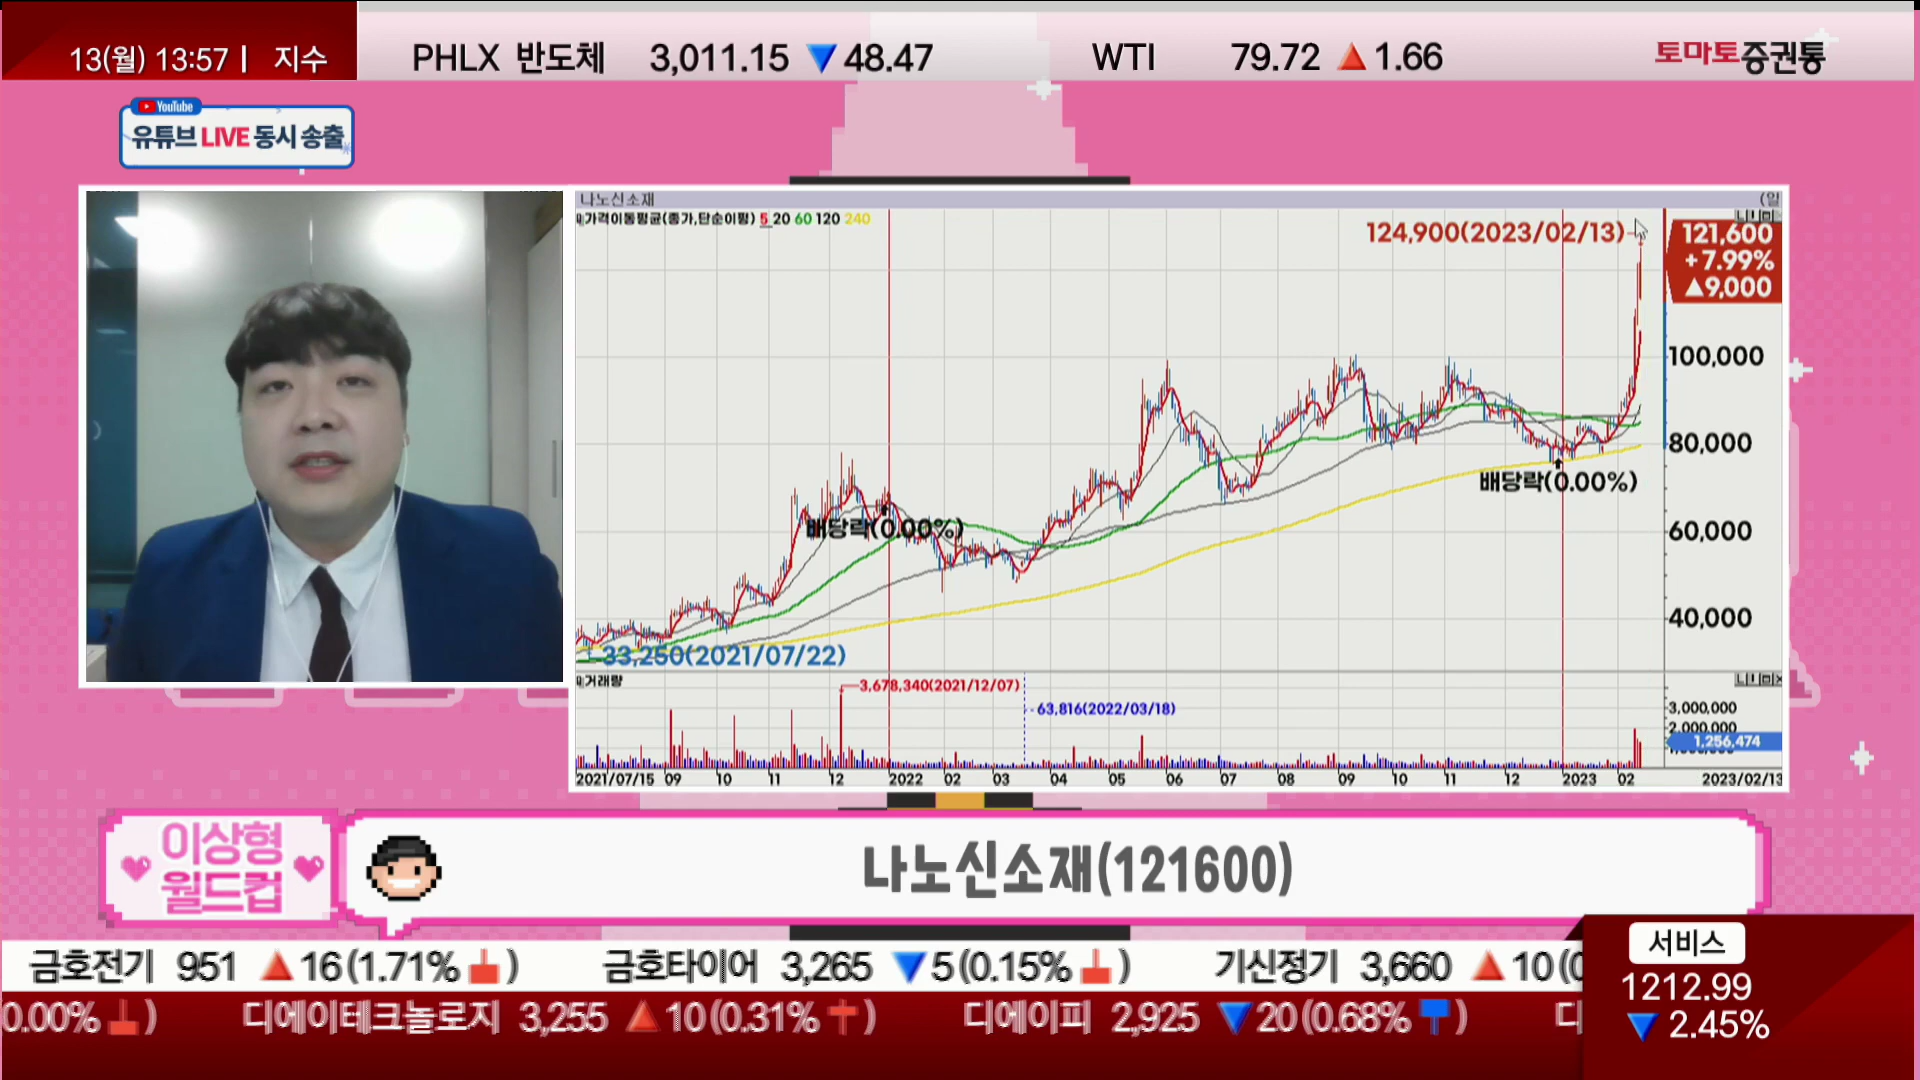 13(월) 13:57 | 지수
PHLX 반도체 3,011.15 ▼ 48.47
WTI 79.72 ▲ 1.66
토마토증권통
YouTube
유튜브 LIVE 동시 송출
나노신소재
가격이동평균(종가,단순이평) 5 20 60 120 240
124,900(2023/02/13)
121,600
+7.99%
▲9,000
100,000
80,000
60,000
40,000
배당락(0.00%)
배당락(0.00%)
33,250(2021/07/22)
거래량
3,678,340(2021/12/07)
63,816(2022/03/18)
3,000,000
2,000,000
1,256,474
2021/07/15 09 10 11 12 2022 02 03 04 05 06 07 08 09 10 11 12 2023 02 2023/02/13
이상형
월드컵
나노신소재(121600)
금호전기 951 ▲ 16(1.71%) 금호타이어 3,265 ▼ 5(0.15%) 기신정기 3,660 ▲ 10(0
0.00%) 디에이테크놀로지 3,255 ▲ 10(0.31%) 디에이피 2,925 ▼ 20(0.68%) 디
서비스
1212.99
▼ 2.45%